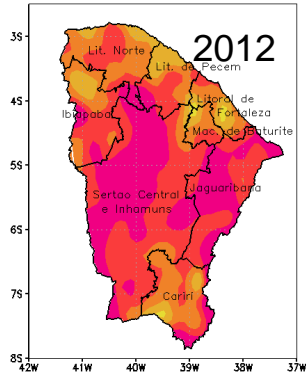 2012
3S
Lit. Norte
Lit. de Pecem
4S
Ibiapaba
Litoral de
Fortaleza
Mac. de Baturite
5S
Sertao Central
e Inhamuns
Jaguaribana
6S
7S
Cariri
8S
42W 41W 40W 39W 38W 37W